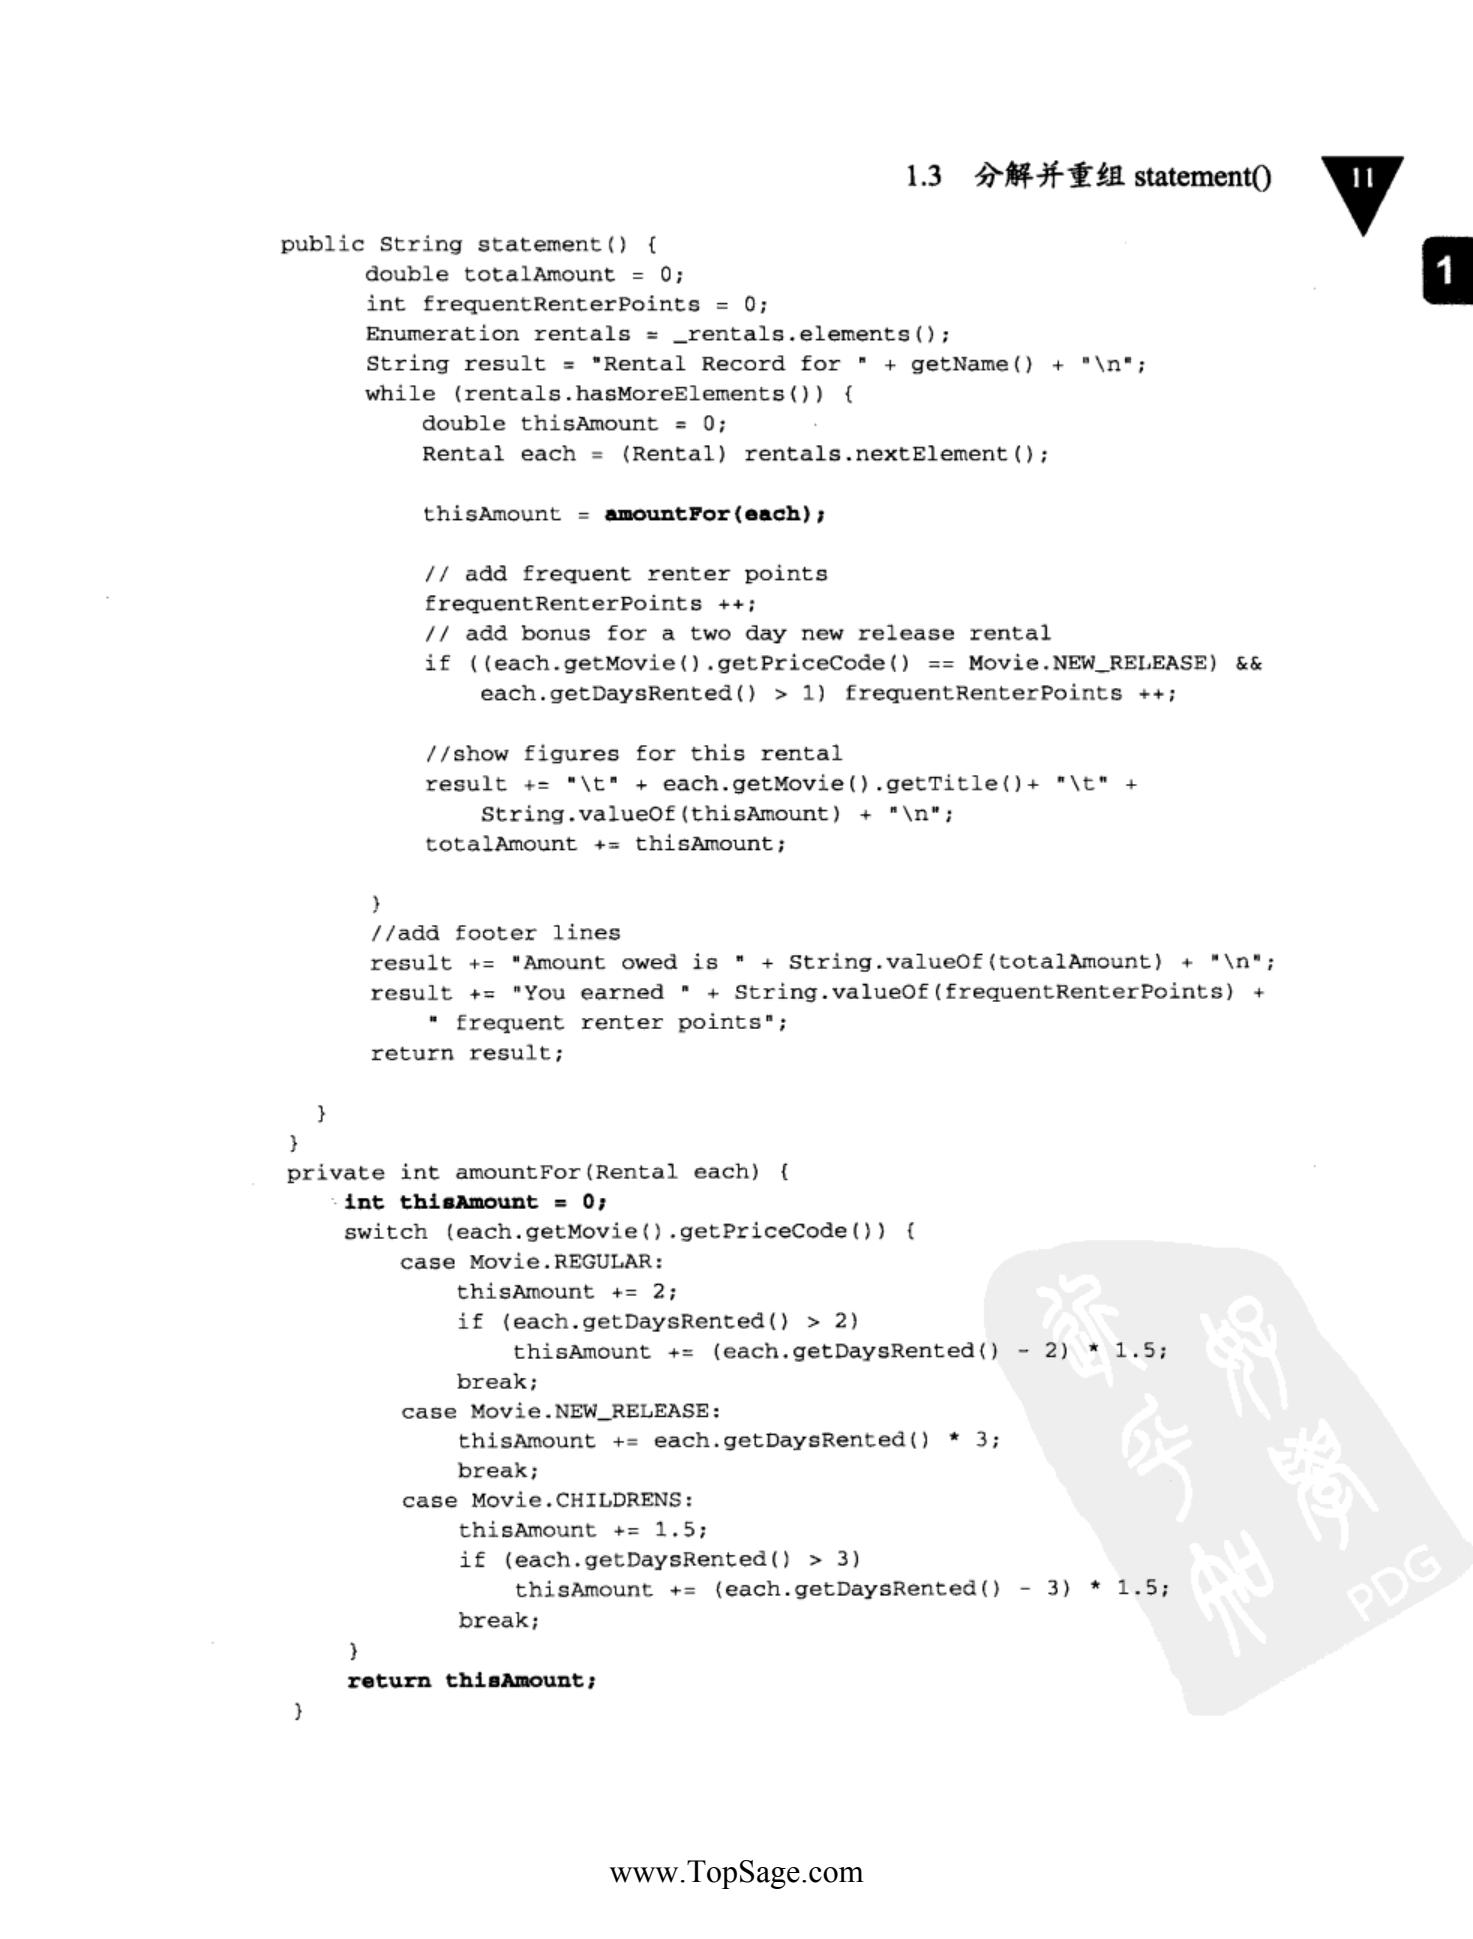 1.3 分解并重组 statement()
11
1
public String statement() {
double totalAmount = 0;
int frequentRenterPoints = 0;
Enumeration rentals = _rentals.elements();
String result = "Rental Record for " + getName() + "\n";
while (rentals.hasMoreElements()) {
double thisAmount = 0;
Rental each = (Rental) rentals.nextElement();
thisAmount = amountFor(each);
// add frequent renter points
frequentRenterPoints ++;
// add bonus for a two day new release rental
if ((each.getMovie().getPriceCode() == Movie.NEW_RELEASE) &&
each.getDaysRented() > 1) frequentRenterPoints ++;
//show figures for this rental
result += "\t" + each.getMovie().getTitle()+ "\t" +
String.valueOf(thisAmount) + "\n";
totalAmount += thisAmount;
}
//add footer lines
result += "Amount owed is " + String.valueOf(totalAmount) + "\n";
result += "You earned " + String.valueOf(frequentRenterPoints) +
" frequent renter points";
return result;
}
}
private int amountFor(Rental each) {
int thisAmount = 0;
switch (each.getMovie().getPriceCode()) {
case Movie.REGULAR:
thisAmount += 2;
if (each.getDaysRented() > 2)
thisAmount += (each.getDaysRented() - 2) * 1.5;
break;
case Movie.NEW_RELEASE:
thisAmount += each.getDaysRented() * 3;
break;
case Movie.CHILDRENS:
thisAmount += 1.5;
if (each.getDaysRented() > 3)
thisAmount += (each.getDaysRented() - 3) * 1.5;
break;
}
return thisAmount;
}
PDG
www.TopSage.com